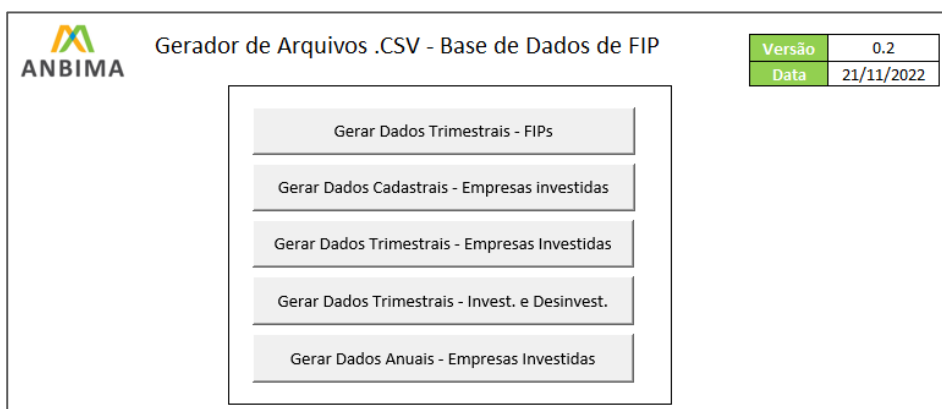 ANBIMA
Gerador de Arquivos .CSV - Base de Dados de FIP
Versão 0.2
Data 21/11/2022
Gerar Dados Trimestrais - FIPs
Gerar Dados Cadastrais - Empresas investidas
Gerar Dados Trimestrais - Empresas Investidas
Gerar Dados Trimestrais - Invest. e Desinvest.
Gerar Dados Anuais - Empresas Investidas